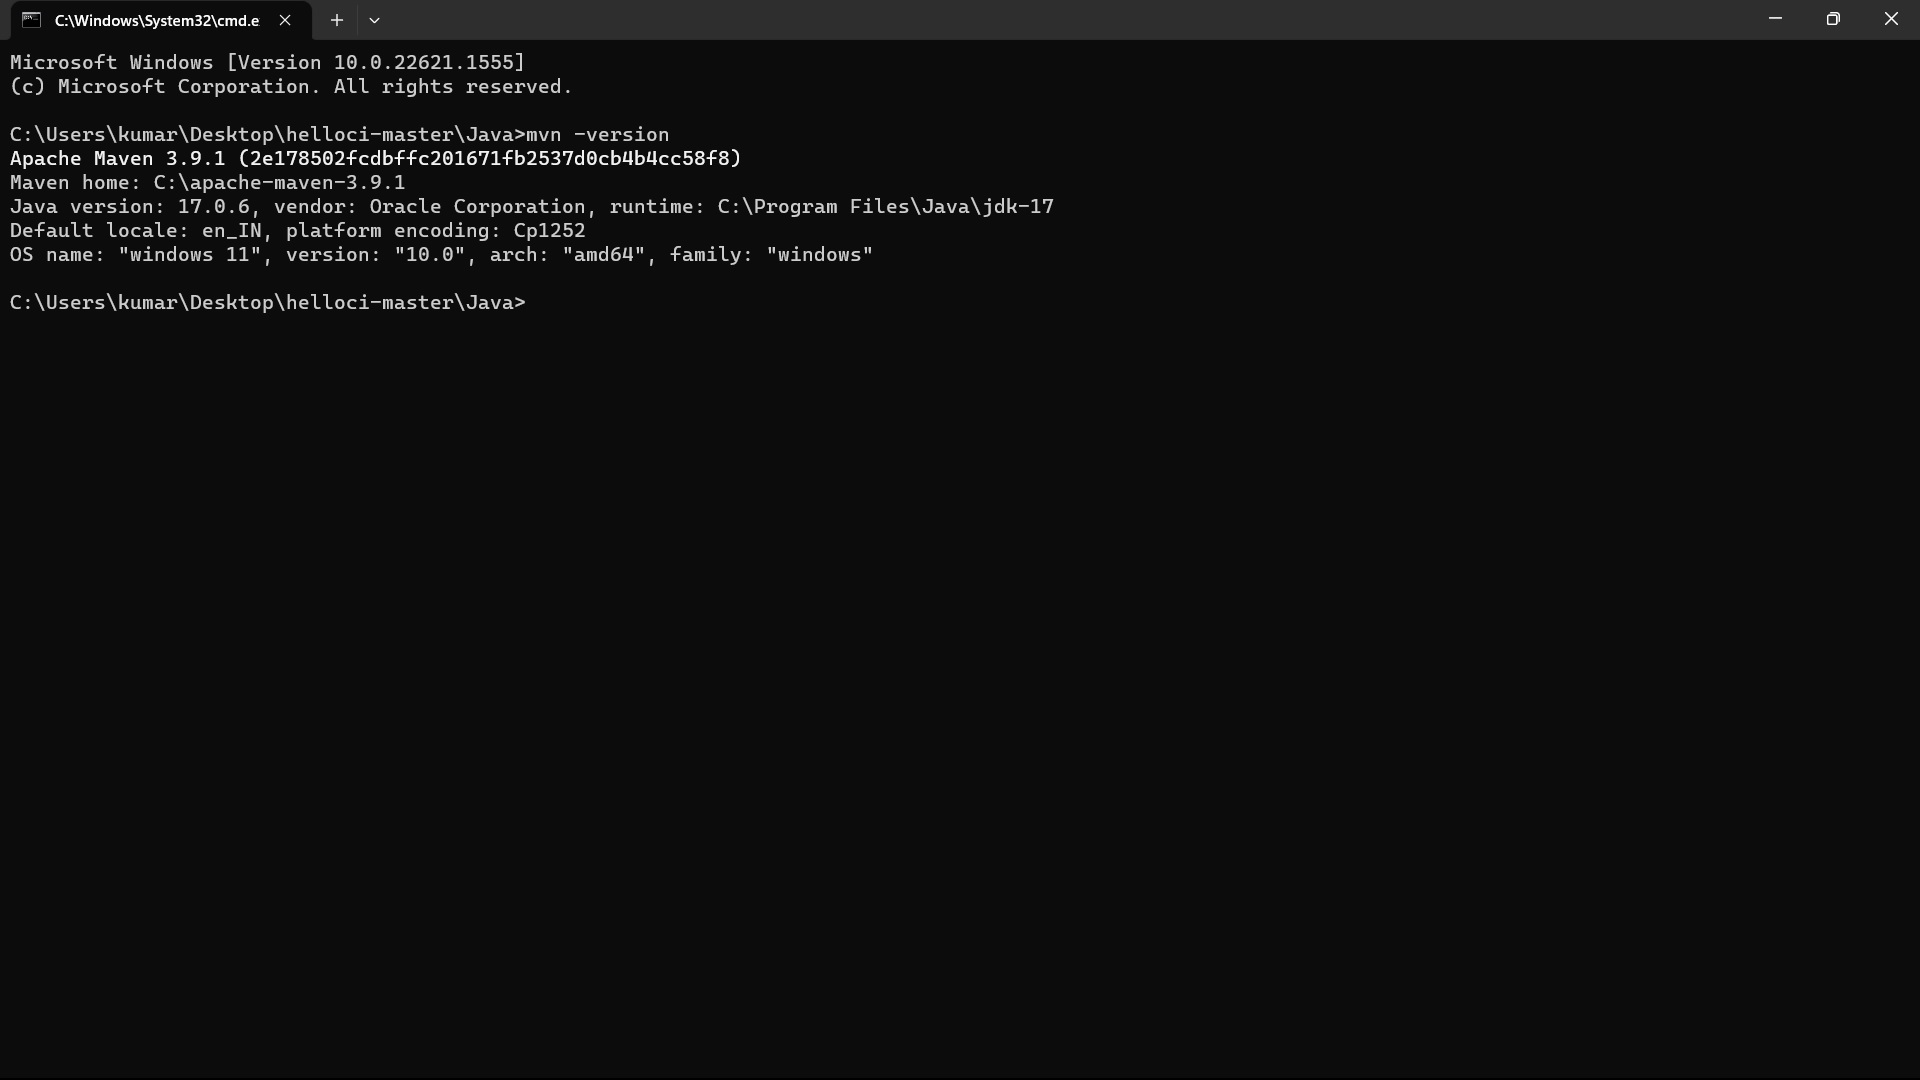 C:\Windows\System32\cmd.e
Microsoft Windows [Version 10.0.22621.1555]
(c) Microsoft Corporation. All rights reserved.
C:\Users\kumar\Desktop\helloci-master\Java>mvn -version
Apache Maven 3.9.1 (2e178502fcdbffc201671fb2537d0cb4b4cc58f8)
Maven home: C:\apache-maven-3.9.1
Java version: 17.0.6, vendor: Oracle Corporation, runtime: C:\Program Files\Java\jdk-17
Default locale: en_IN, platform encoding: Cp1252
OS name: "windows 11", version: "10.0", arch: "amd64", family: "windows"
C:\Users\kumar\Desktop\helloci-master\Java>